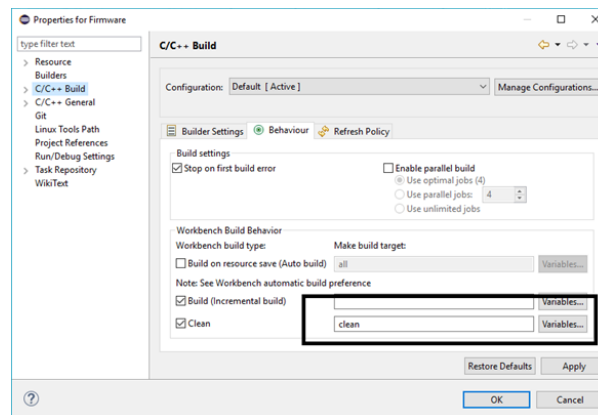 Properties for Firmware
type filter text
Resource
Builders
C/C++ Build
C/C++ General
Git
Linux Tools Path
Project References
Run/Debug Settings
Task Repository
WikiText
C/C++ Build
Configuration: Default [ Active ] Manage Configurations...
Builder Settings Behaviour Refresh Policy
Build settings
Stop on first build error Enable parallel build
Use optimal jobs (4)
Use parallel jobs: 4
Use unlimited jobs
Workbench Build Behavior
Workbench build type: Make build target:
Build on resource save (Auto build) all Variables...
Note: See Workbench automatic build preference
Build (Incremental build) Variables...
Clean clean Variables...
Restore Defaults Apply
OK Cancel